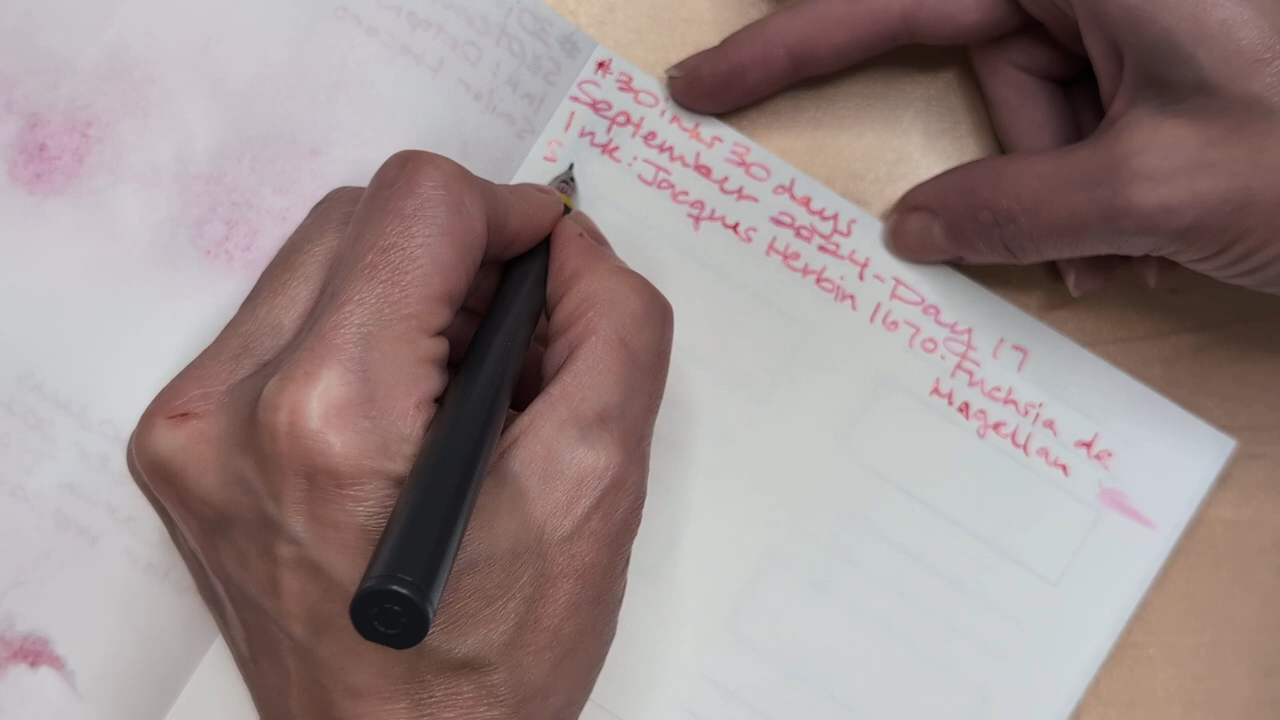 #30inks30days
September 2024-Day 17
Ink: Jacques Herbin 1670. Fuchsia de
Magellan
S